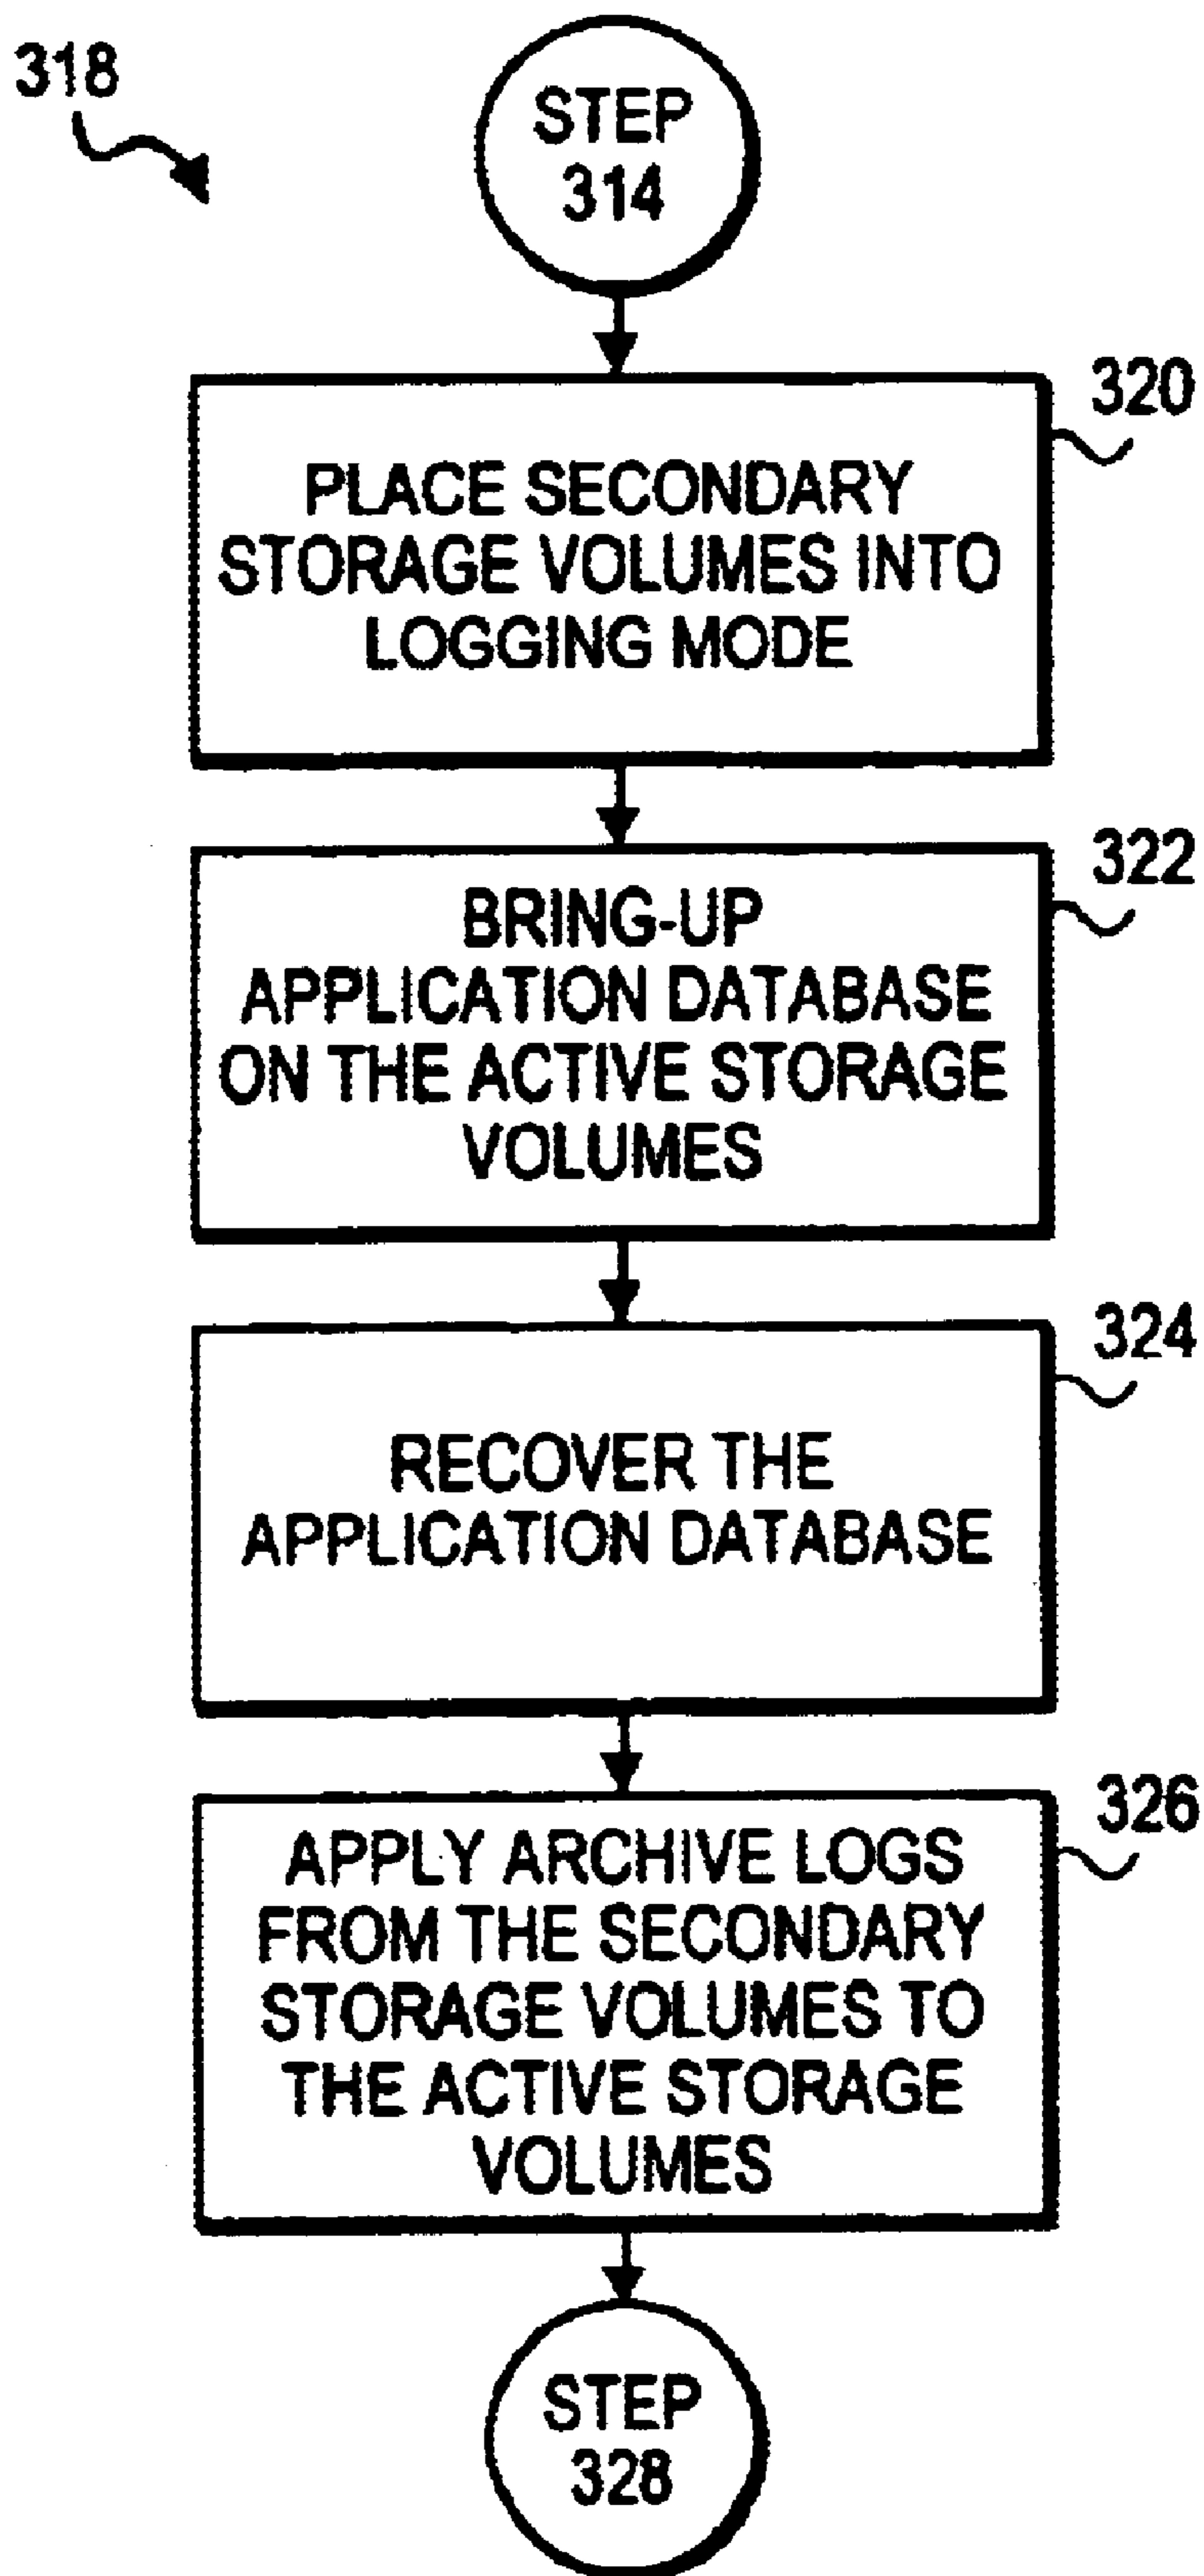 318
STEP
314
320
PLACE SECONDARY
STORAGE VOLUMES INTO
LOGGING MODE
322
BRING-UP
APPLICATION DATABASE
ON THE ACTIVE STORAGE
VOLUMES
324
RECOVER THE
APPLICATION DATABASE
326
APPLY ARCHIVE LOGS
FROM THE SECONDARY
STORAGE VOLUMES TO
THE ACTIVE STORAGE
VOLUMES
STEP
328